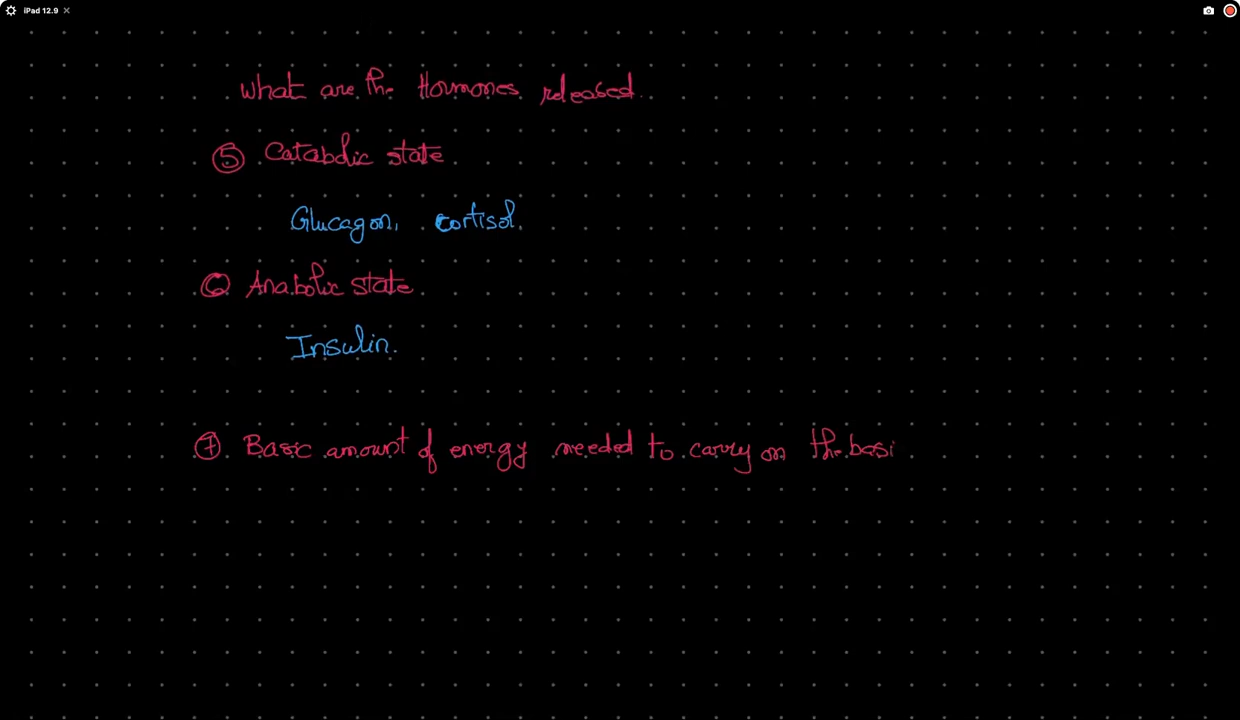 iPad 12.9
What are the Hormones released
⑤ Catabolic state
Glucagon, cortisol.
⑥ Anabolic state
Insulin.
⑦ Basic amount of energy needed to carry on the basi